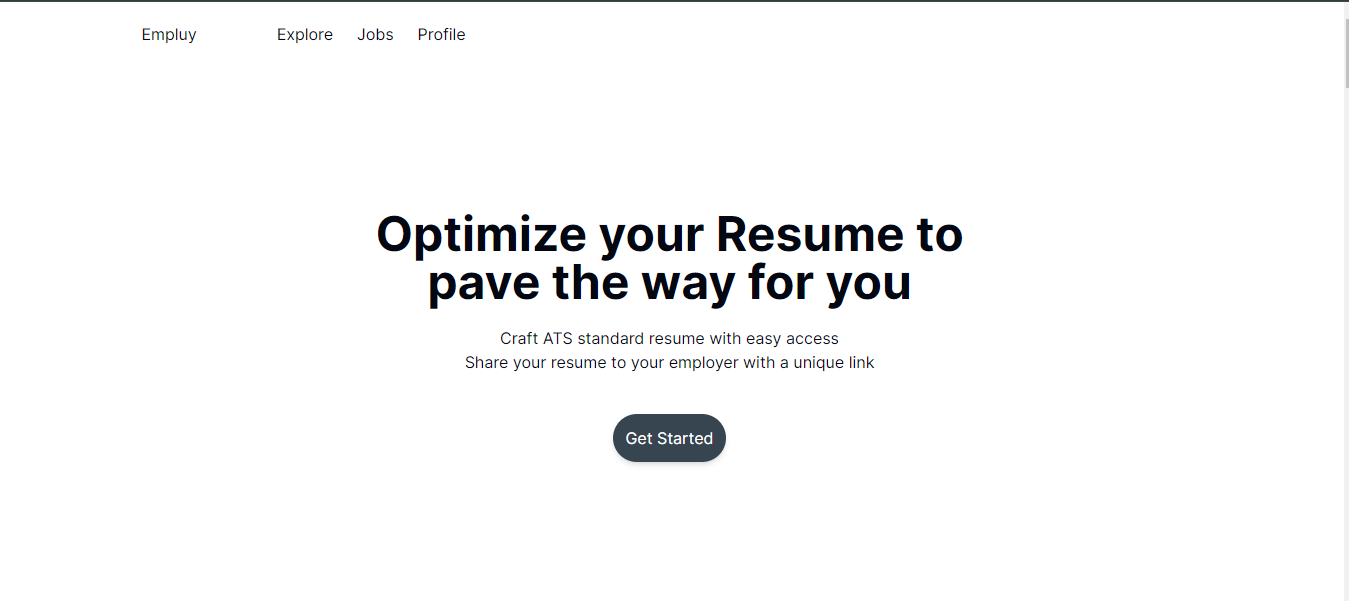 Empluy Explore Jobs Profile
Optimize your Resume to
pave the way for you
Craft ATS standard resume with easy access
Share your resume to your employer with a unique link
Get Started